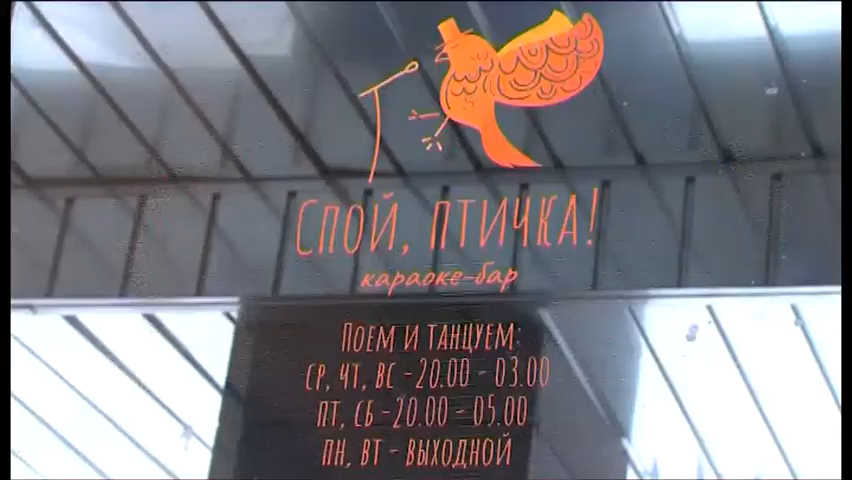 СПОЙ, ПТИЧКА!
караоке-бар
ПОЕМ И ТАНЦУЕМ:
СР, ЧТ, ВС - 20.00 - 03.00
ПТ, СБ - 20.00 - 05.00
ПН, ВТ - ВЫХОДНОЙ